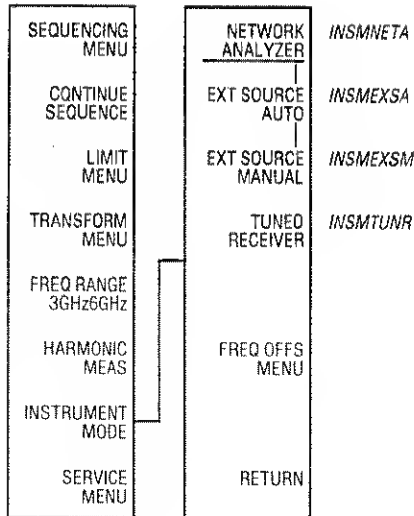 SEQUENCING
MENU
CONTINUE
SEQUENCE
LIMIT
MENU
TRANSFORM
MENU
FREQ RANGE
3GHz6GHz
HARMONIC
MEAS
INSTRUMENT
MODE
SERVICE
MENU
NETWORK
ANALYZER
INSMNETA
EXT SOURCE
AUTO
INSMEXSA
EXT SOURCE
MANUAL
INSMEXSM
TUNED
RECEIVER
INSMTUNR
FREQ OFFS
MENU
RETURN